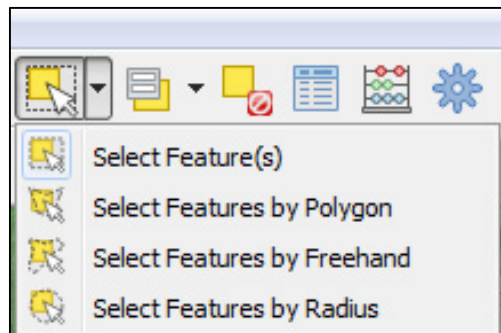 Select Feature(s)
Select Features by Polygon
Select Features by Freehand
Select Features by Radius